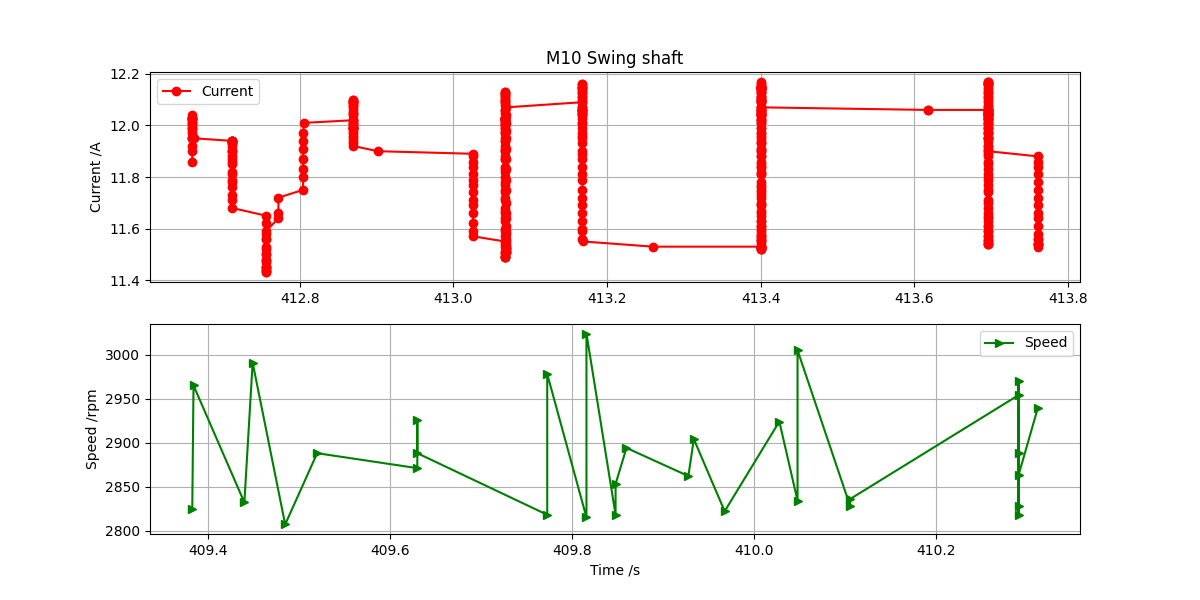 M10 Swing shaft
12.2
12.0
11.8
11.6
11.4
Current /A
Current
412.8 413.0 413.2 413.4 413.6 413.8
3000
2950
2900
2850
2800
Speed /rpm
Speed
409.4 409.6 409.8 410.0 410.2
Time /s